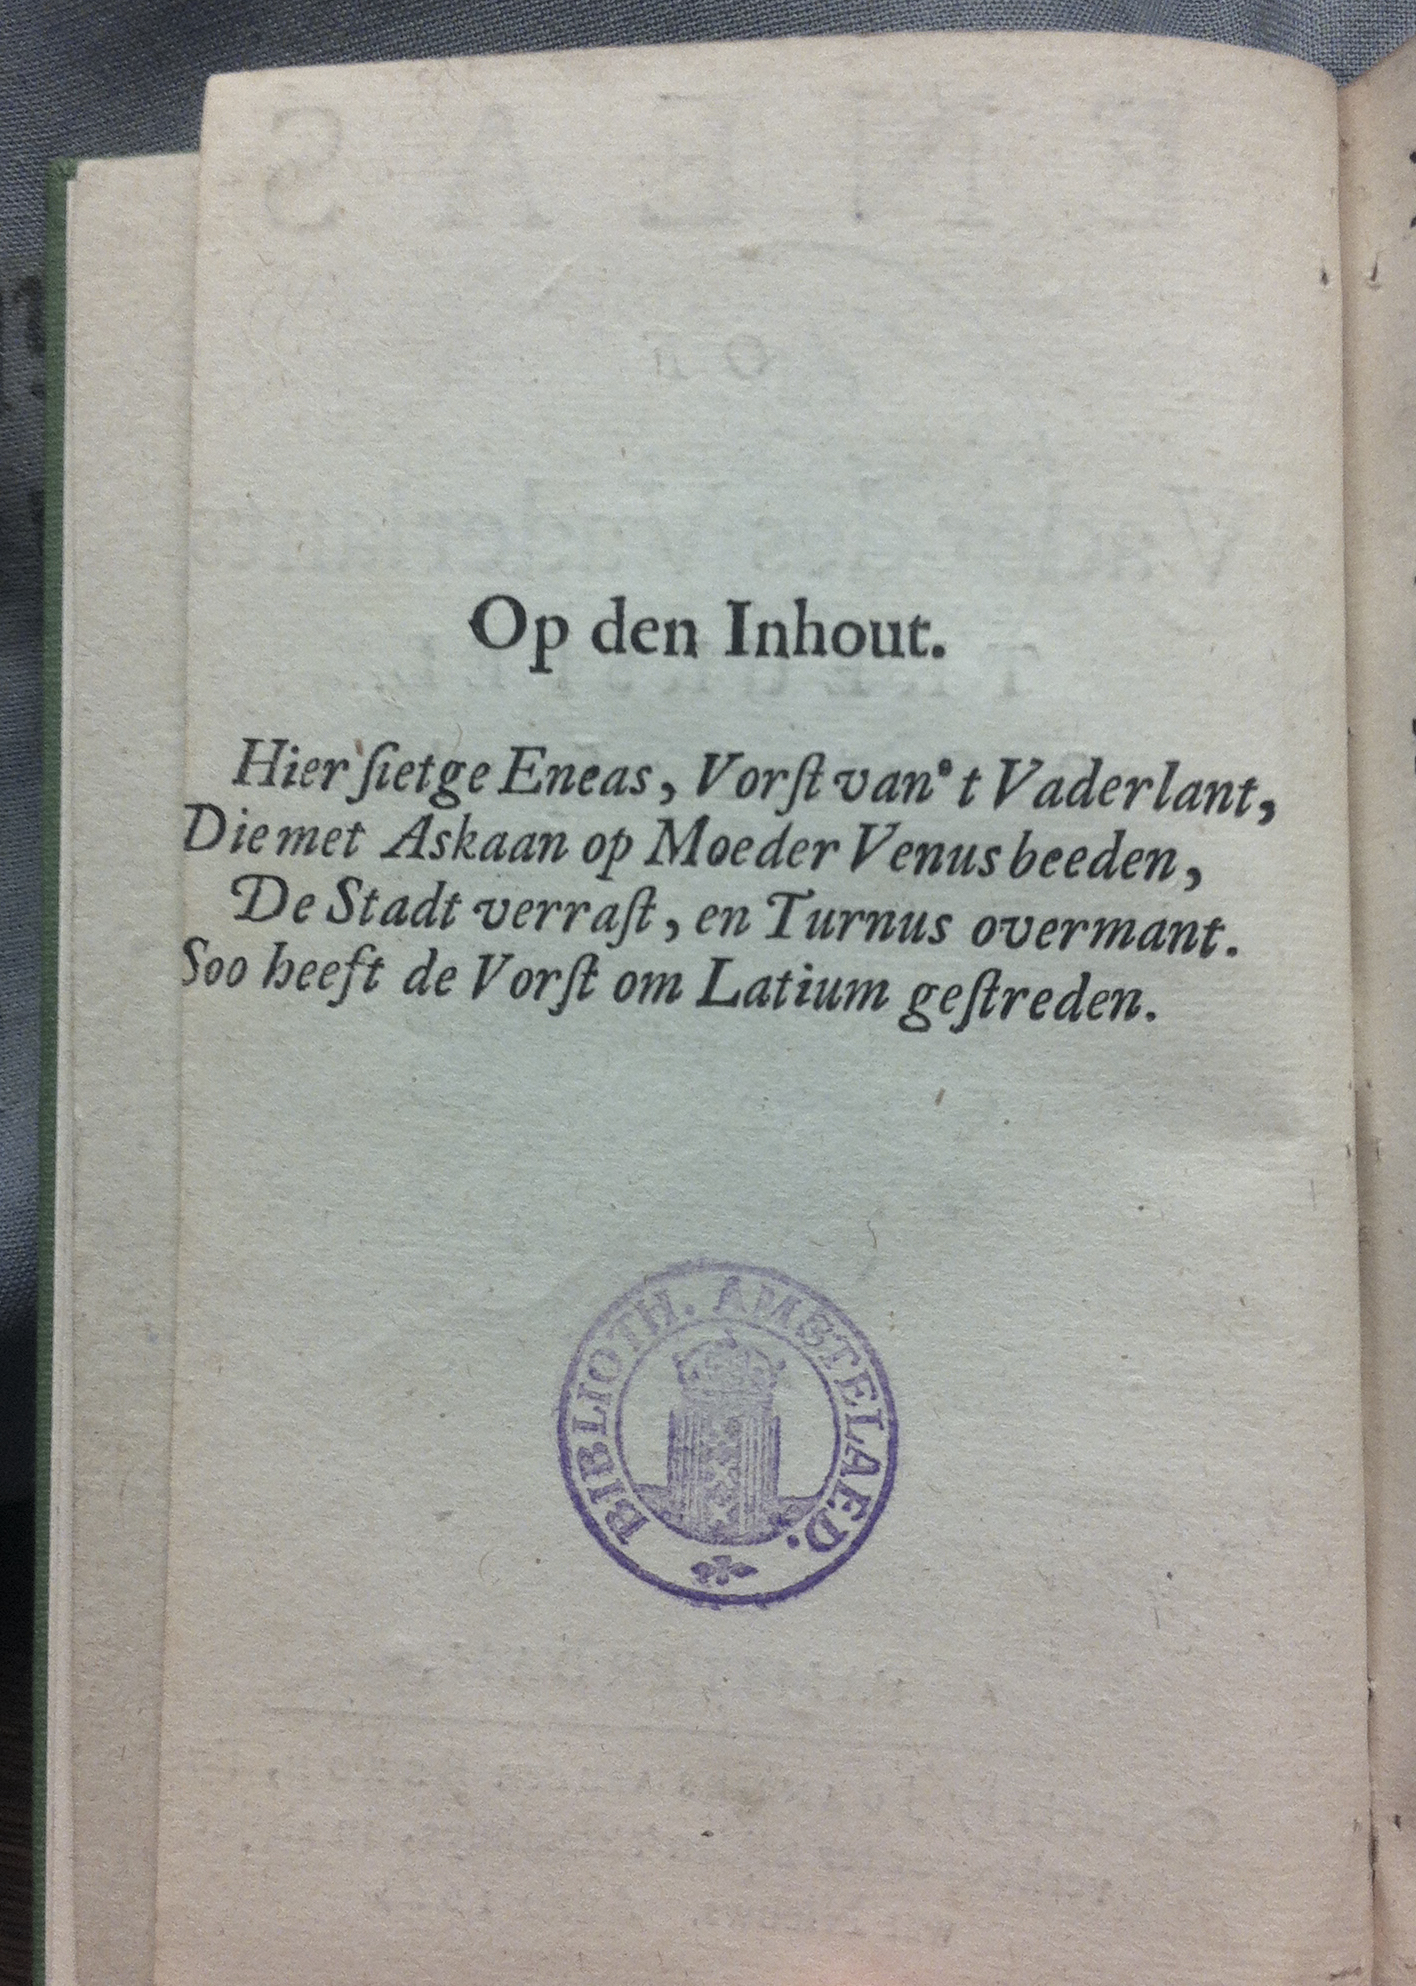 Op den Inhout.
Hier ſietge Eneas, Vorſt van't Vaderlant,
Die met Askaan op Moeder Venus beeden,
De Stadt verraſt, en Turnus overmant.
Soo heeft de Vorſt om Latium geſtreden.
BIBLIOTH. AMSTELAED.